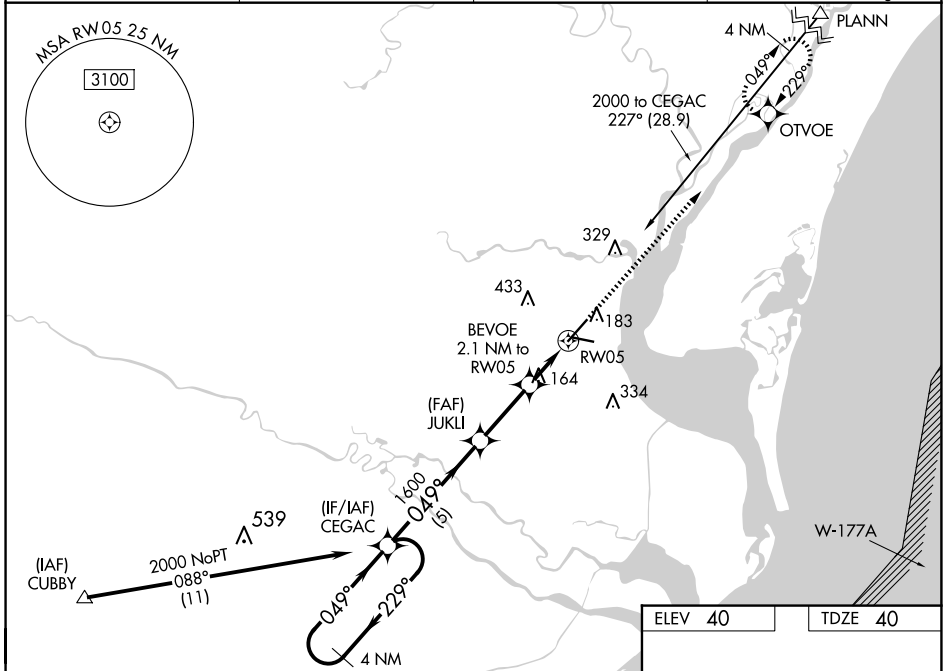 MSA RW05 25 NM
3100
4 NM
PLANN
049°
229°
2000 to CEGAC
227° (28.9)
OTVOE
329
433
183
BEVOE
2.1 NM to
RW05
RW05
164
334
(FAF)
JUKLI
1600
049°
(5)
(IF/IAF)
CEGAC
539
W-177A
(IAF)
CUBBY
2000 NoPT
088°
(11)
049°
229°
4 NM
ELEV 40
TDZE 40